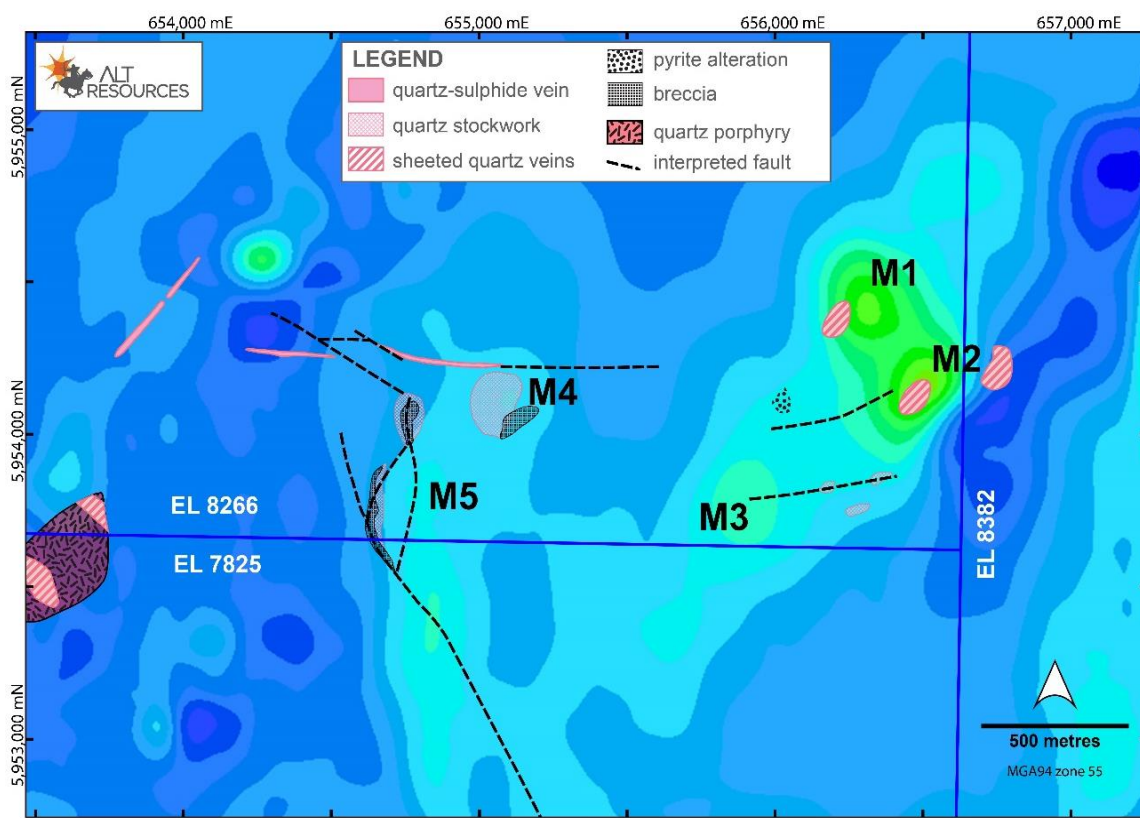 654,000 mE
655,000 mE
656,000 mE
657,000 mE
ALT
RESOURCES
LEGEND
quartz-sulphide vein
quartz stockwork
sheeted quartz veins
pyrite alteration
breccia
quartz porphyry
interpreted fault
5,955,000 mN
5,954,000 mN
5,953,000 mN
M1
M2
M4
M5
M3
EL 8266
EL 7825
EL 8382
500 metres
MGA94 zone 55